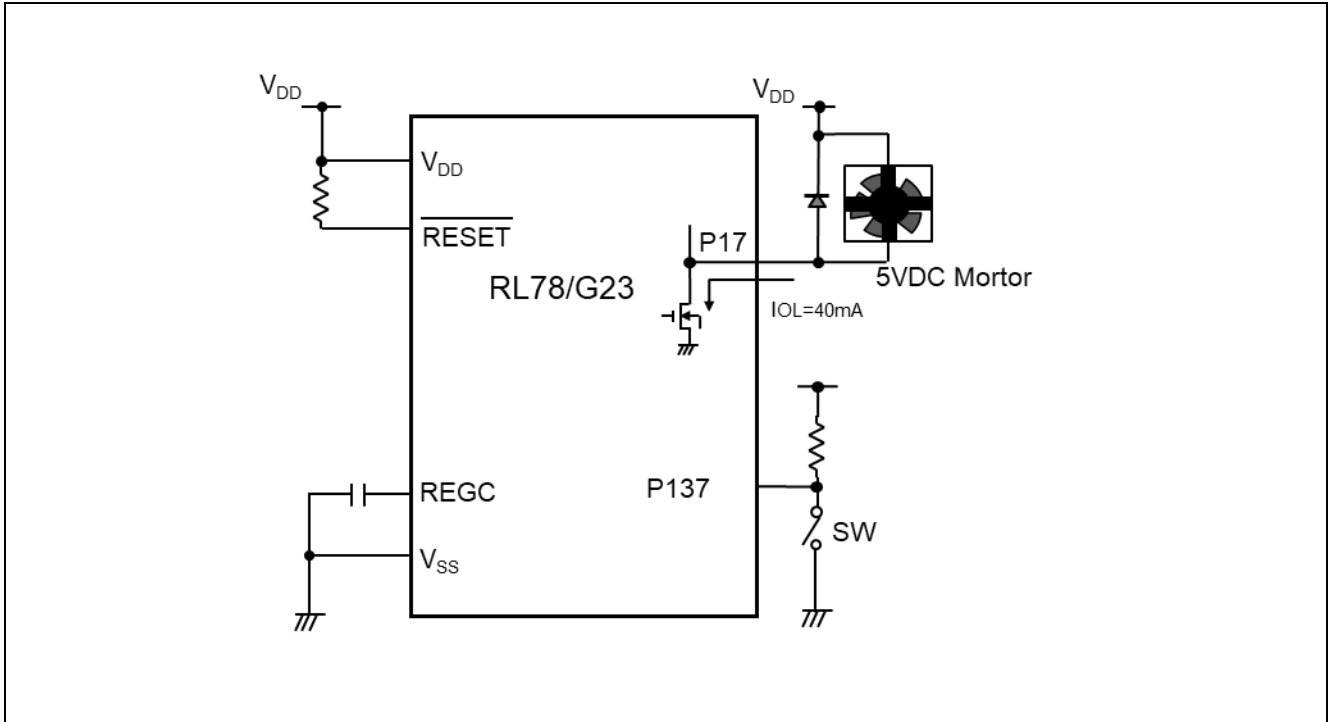 VDD
VDD
VDD
RESET
P17
RL78/G23
5VDC Mortor
IOL=40mA
REGC
P137
SW
VSS